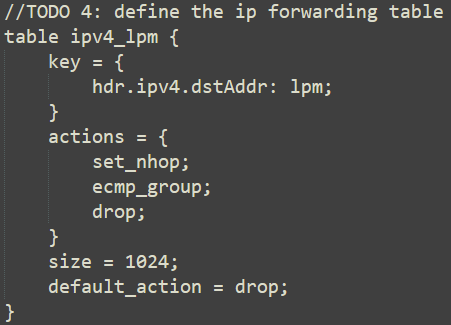 //TODO 4: define the ip forwarding table
table ipv4_lpm {
    key = {
        hdr.ipv4.dstAddr: lpm;
    }
    actions = {
        set_nhop;
        ecmp_group;
        drop;
    }
    size = 1024;
    default_action = drop;
}